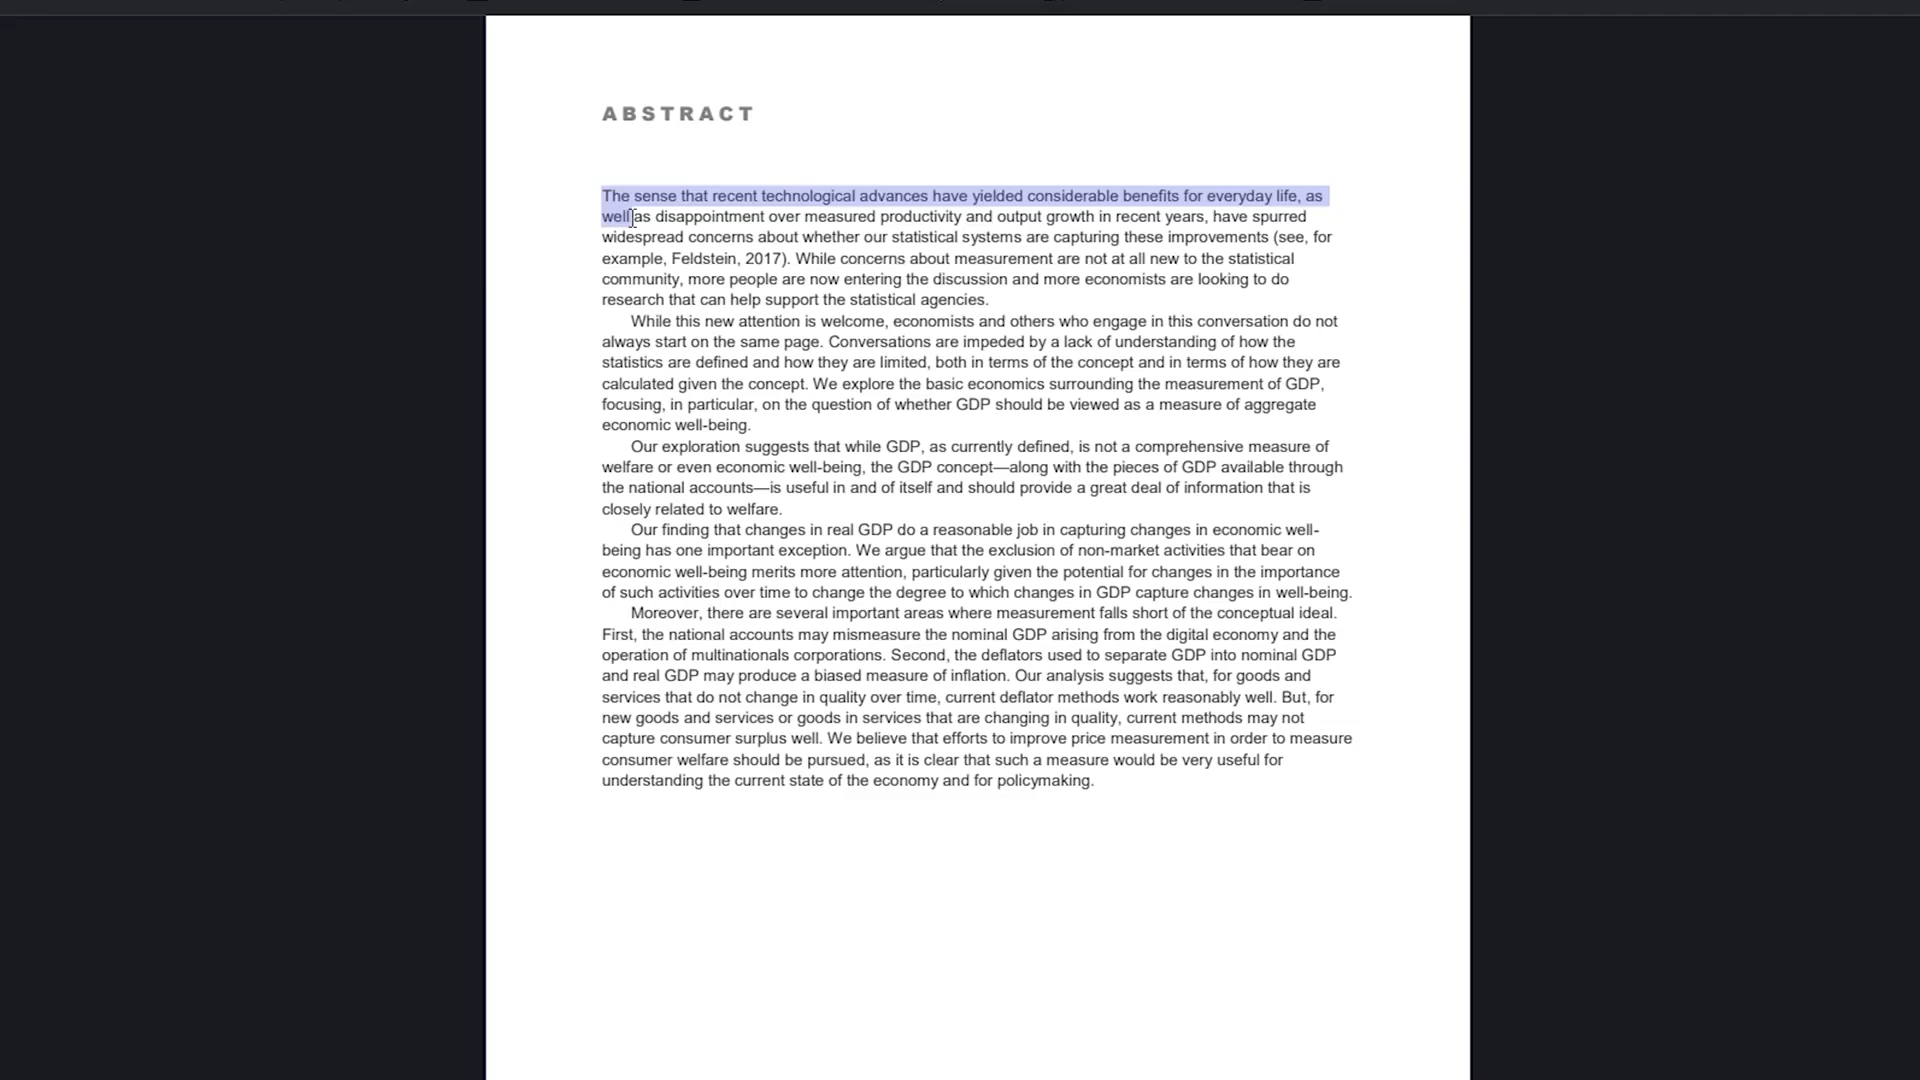 ABSTRACT
The sense that recent technological advances have yielded considerable benefits for everyday life, as
well as disappointment over measured productivity and output growth in recent years, have spurred
widespread concerns about whether our statistical systems are capturing these improvements (see, for
example, Feldstein, 2017). While concerns about measurement are not at all new to the statistical
community, more people are now entering the discussion and more economists are looking to do
research that can help support the statistical agencies.
While this new attention is welcome, economists and others who engage in this conversation do not
always start on the same page. Conversations are impeded by a lack of understanding of how the
statistics are defined and how they are limited, both in terms of the concept and in terms of how they are
calculated given the concept. We explore the basic economics surrounding the measurement of GDP,
focusing, in particular, on the question of whether GDP should be viewed as a measure of aggregate
economic well-being.
Our exploration suggests that while GDP, as currently defined, is not a comprehensive measure of
welfare or even economic well-being, the GDP concept—along with the pieces of GDP available through
the national accounts—is useful in and of itself and should provide a great deal of information that is
closely related to welfare.
Our finding that changes in real GDP do a reasonable job in capturing changes in economic well-
being has one important exception. We argue that the exclusion of non-market activities that bear on
economic well-being merits more attention, particularly given the potential for changes in the importance
of such activities over time to change the degree to which changes in GDP capture changes in well-being.
Moreover, there are several important areas where measurement falls short of the conceptual ideal.
First, the national accounts may mismeasure the nominal GDP arising from the digital economy and the
operation of multinationals corporations. Second, the deflators used to separate GDP into nominal GDP
and real GDP may produce a biased measure of inflation. Our analysis suggests that, for goods and
services that do not change in quality over time, current deflator methods work reasonably well. But, for
new goods and services or goods in services that are changing in quality, current methods may not
capture consumer surplus well. We believe that efforts to improve price measurement in order to measure
consumer welfare should be pursued, as it is clear that such a measure would be very useful for
understanding the current state of the economy and for policymaking.